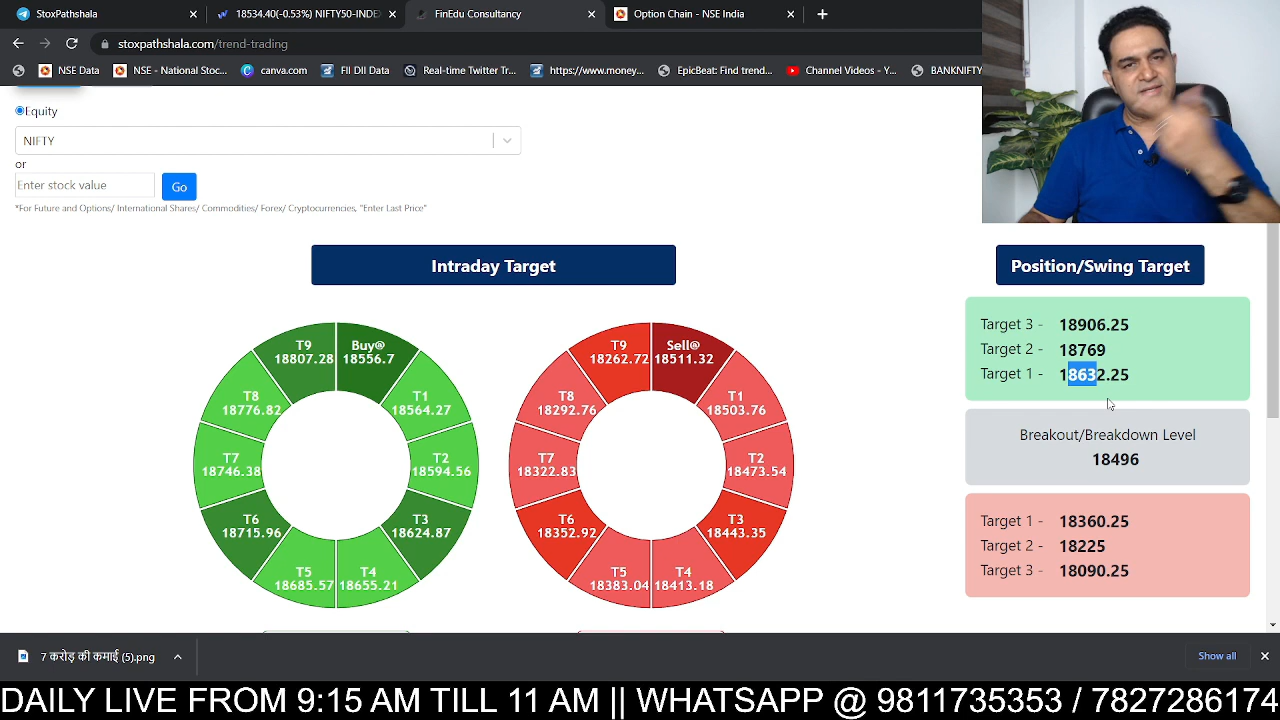 StoxPathshala
18534.40(-0.53%) NIFTY50-INDE
FinEdu Consultancy
Option Chain - NSE India
stoxpathshala.com/trend-trading
NSE Data
NSE - National Stoc...
canva.com
FII DII Data
Real-time Twitter Tr...
https://www.money...
EpicBeat: Find trend...
Channel Videos - Y...
BANKNIFTY
Equity
NIFTY
or
Enter stock value
Go
*For Future and Options/ International Shares/ Commodities/ Forex/ Cryptocurrencies, "Enter Last Price"
Intraday Target
T9
18807.28
Buy@
18556.7
T8
18776.82
T1
18564.27
T7
18746.38
T2
18594.56
T6
18715.96
T3
18624.87
T5
18685.57
T4
18655.21
T9
18262.72
Sell@
18511.32
T8
18292.76
T1
18503.76
T7
18322.83
T2
18473.54
T6
18352.92
T3
18443.35
T5
18383.04
T4
18413.18
Position/Swing Target
Target 3 - 18906.25
Target 2 - 18769
Target 1 - 18632.25
Breakout/Breakdown Level
18496
Target 1 - 18360.25
Target 2 - 18225
Target 3 - 18090.25
7 करोड़ की कमाई (5).png
Show all
DAILY LIVE FROM 9:15 AM TILL 11 AM || WHATSAPP @ 9811735353 / 7827286174